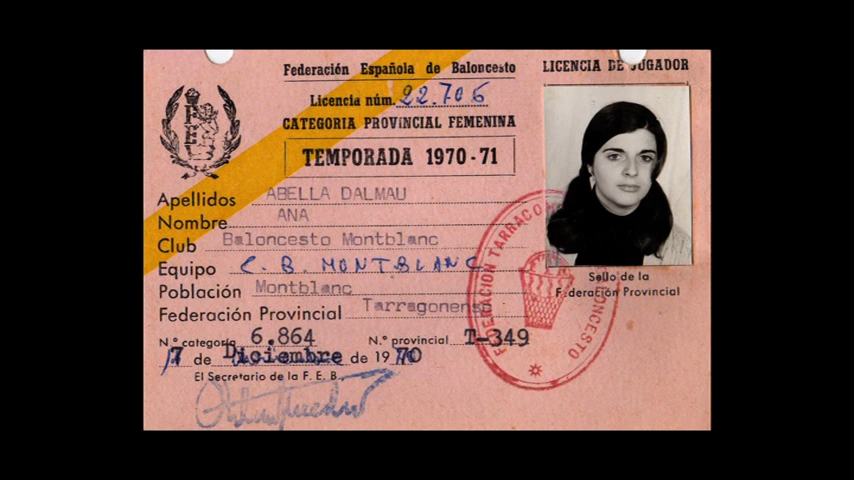 Federación Española de Baloncesto
LICENCIA DE JUGADOR
Licencia núm. 22.706
CATEGORIA PROVINCIAL FEMENINA
TEMPORADA 1970-71
Apellidos ABELLA DALMAU
Nombre ANA
Club Baloncesto Montblanc
Equipo C. B. MONTBLANC
Población Montblanc
Federación Provincial Tarragonense
Sello de la
Federación Provincial
N.º categoría 6.864 N.º provincial T-349
17 de Diciembre de 1970
El Secretario de la F. E. B.
FEDERACION TARRACO
BALONCESTO